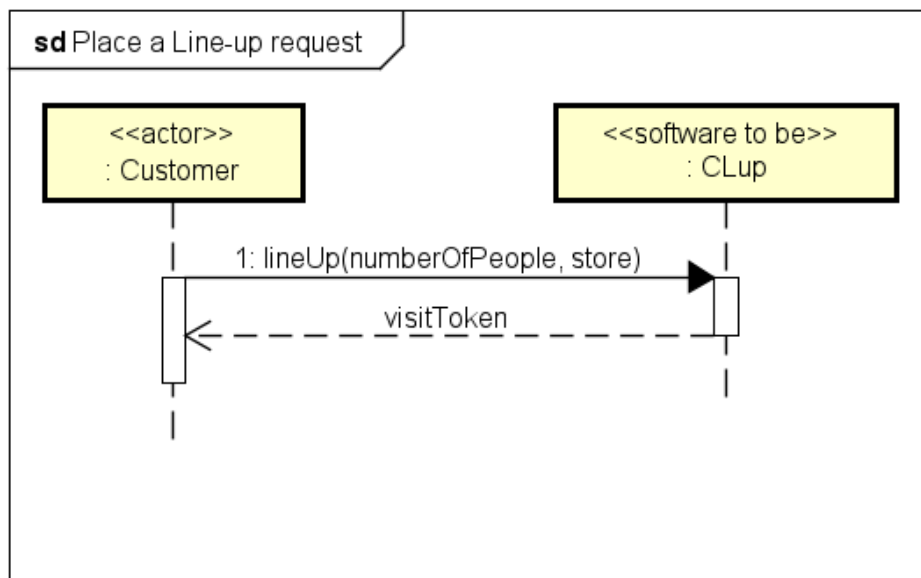 sd Place a Line-up request
<<actor>>
: Customer
<<software to be>>
: CLup
1: lineUp(numberOfPeople, store)
visitToken